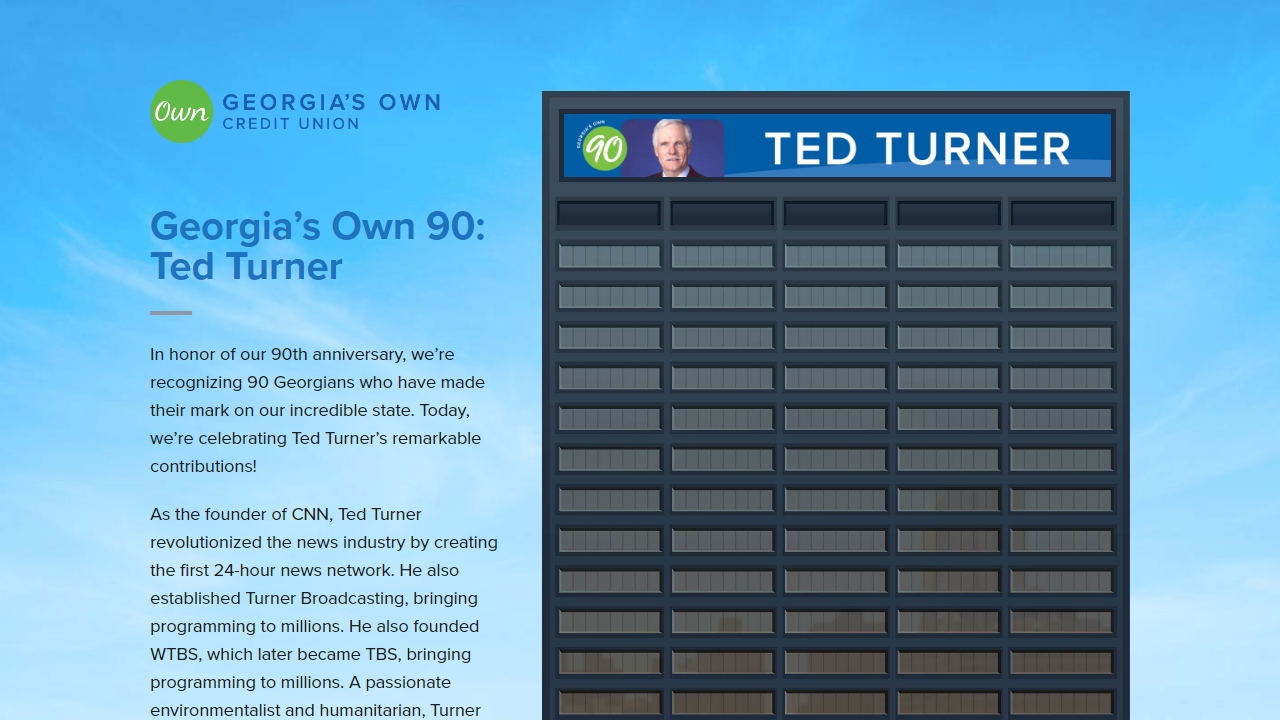 Own GEORGIA'S OWN
CREDIT UNION
Georgia's Own 90:
Ted Turner
In honor of our 90th anniversary, we're
recognizing 90 Georgians who have made
their mark on our incredible state. Today,
we're celebrating Ted Turner's remarkable
contributions!
As the founder of CNN, Ted Turner
revolutionized the news industry by creating
the first 24-hour news network. He also
established Turner Broadcasting, bringing
programming to millions. He also founded
WTBS, which later became TBS, bringing
programming to millions. A passionate
environmentalist and humanitarian, Turner
GEORGIA'S OWN
90
TED TURNER